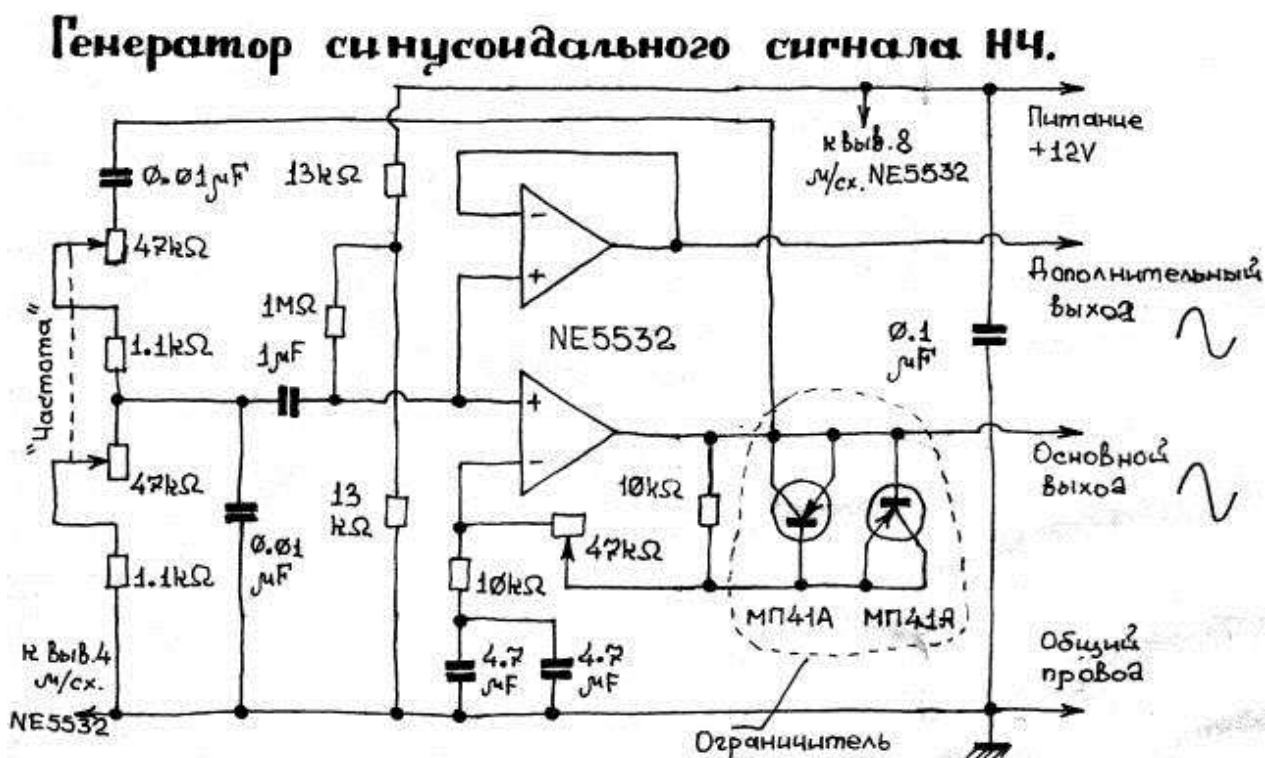 Генератор синусоидального сигнала НЧ.
Питание
+12V
к выв.8
м/сх. NE5532
0.01μF
13kΩ
47kΩ
Дополнительный
выход
1MΩ
NE5532
"Частота"
1.1kΩ
1μF
0.1
μF
Основной
выход
47kΩ
10kΩ
13
kΩ
0.01
μF
47kΩ
1.1kΩ
10kΩ
МП41А
МП41А
к выв.4
м/сх.
NE5532
4.7
μF
4.7
μF
Общий
провод
Ограничитель